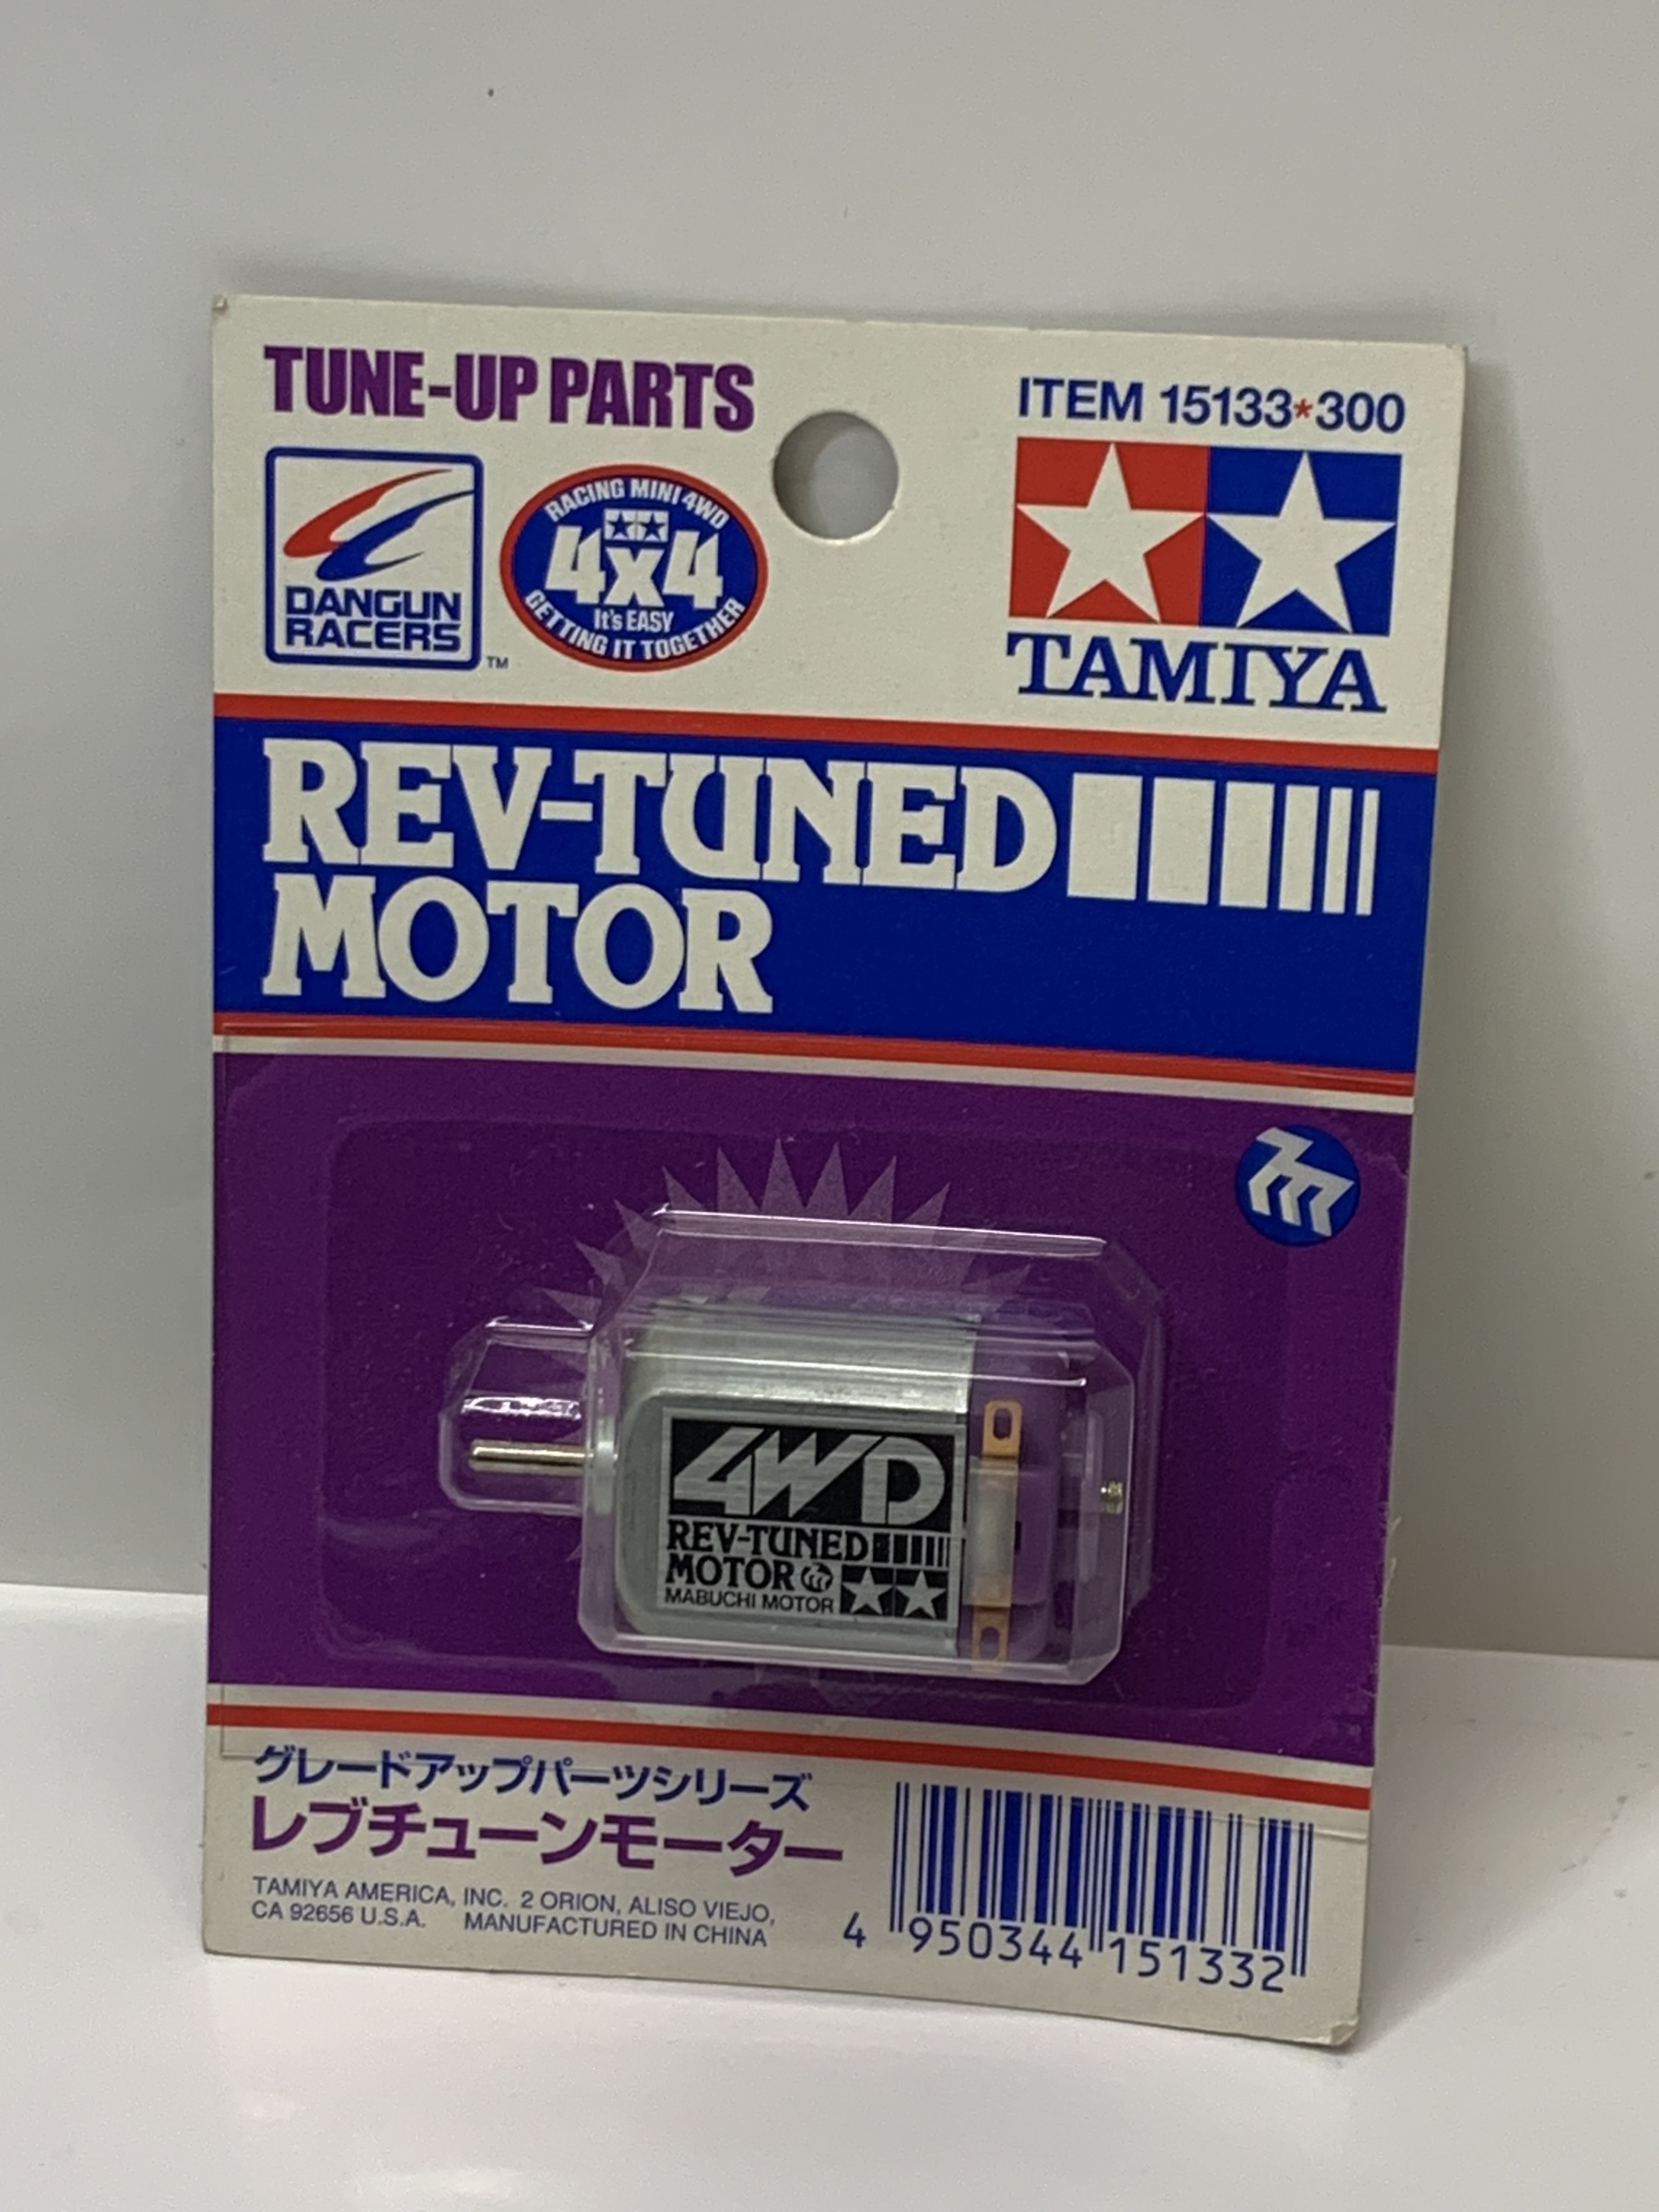 TUNE-UP PARTS
ITEM 15133*300
DANGUN
RACERS
TM
RACING MINI 4WD
4x4
It's EASY
GETTING IT TOGETHER
TAMIYA
REV-TUNED
MOTOR
4WD
REV-TUNED
MOTOR
MABUCHI MOTOR
グレードアップパーツシリーズ
レブチューンモーター
TAMIYA AMERICA, INC. 2 ORION, ALISO VIEJO,
CA 92656 U.S.A. MANUFACTURED IN CHINA
4 950344 151332